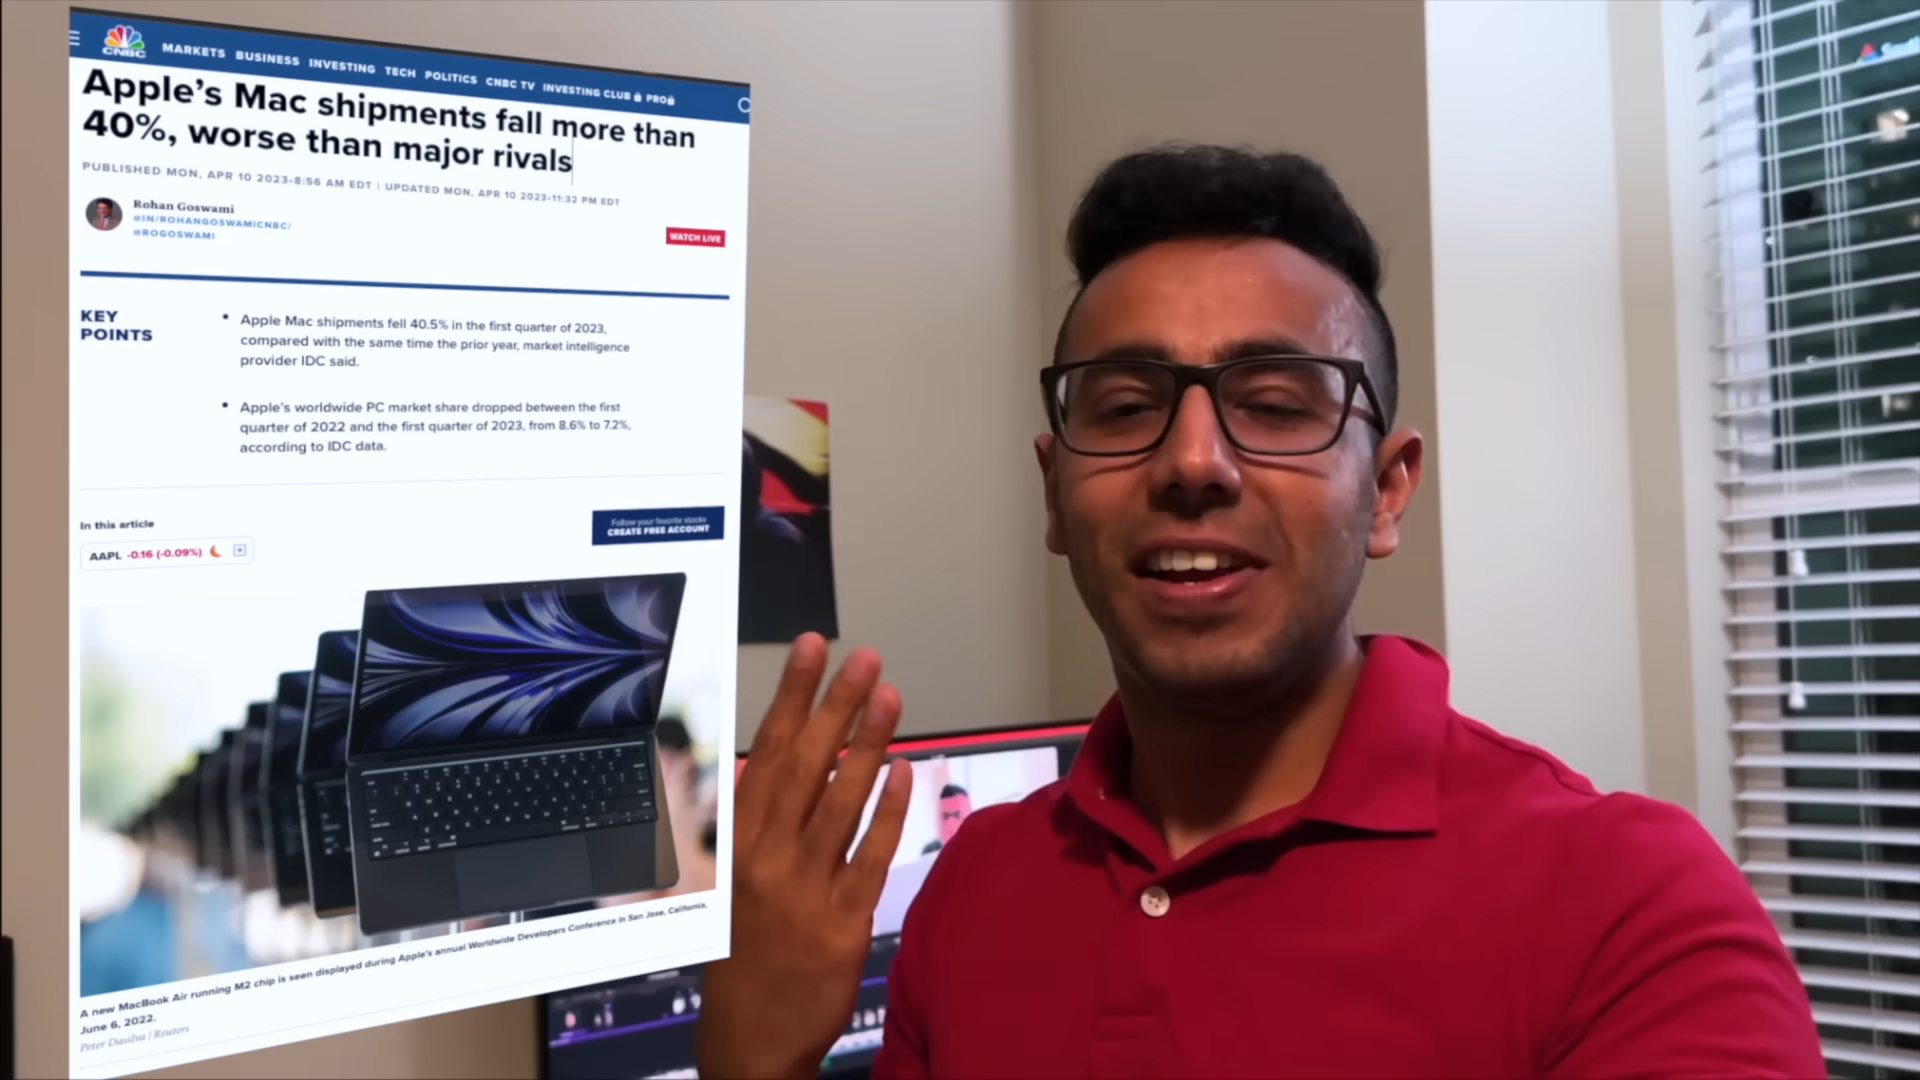 CNBC
MARKETS BUSINESS INVESTING TECH POLITICS CNBC TV INVESTING CLUB PRO
Apple's Mac shipments fall more than
40%, worse than major rivals
PUBLISHED MON, APR 10 2023•8:56 AM EDT | UPDATED MON, APR 10 2023•11:32 PM EDT
Rohan Goswami
@IN/ROHANGOSWAMICNBC/
@ROGOSWAMI
WATCH LIVE
KEY
POINTS
• Apple Mac shipments fell 40.5% in the first quarter of 2023,
compared with the same time the prior year, market intelligence
provider IDC said.
• Apple's worldwide PC market share dropped between the first
quarter of 2022 and the first quarter of 2023, from 8.6% to 7.2%,
according to IDC data.
In this article
Follow your favorite stocks
CREATE FREE ACCOUNT
AAPL -0.16 (-0.09%)
A new MacBook Air running M2 chip is seen displayed during Apple's annual Worldwide Developers Conference in San Jose, California,
June 6, 2022.
Peter Dasilva | Reuters